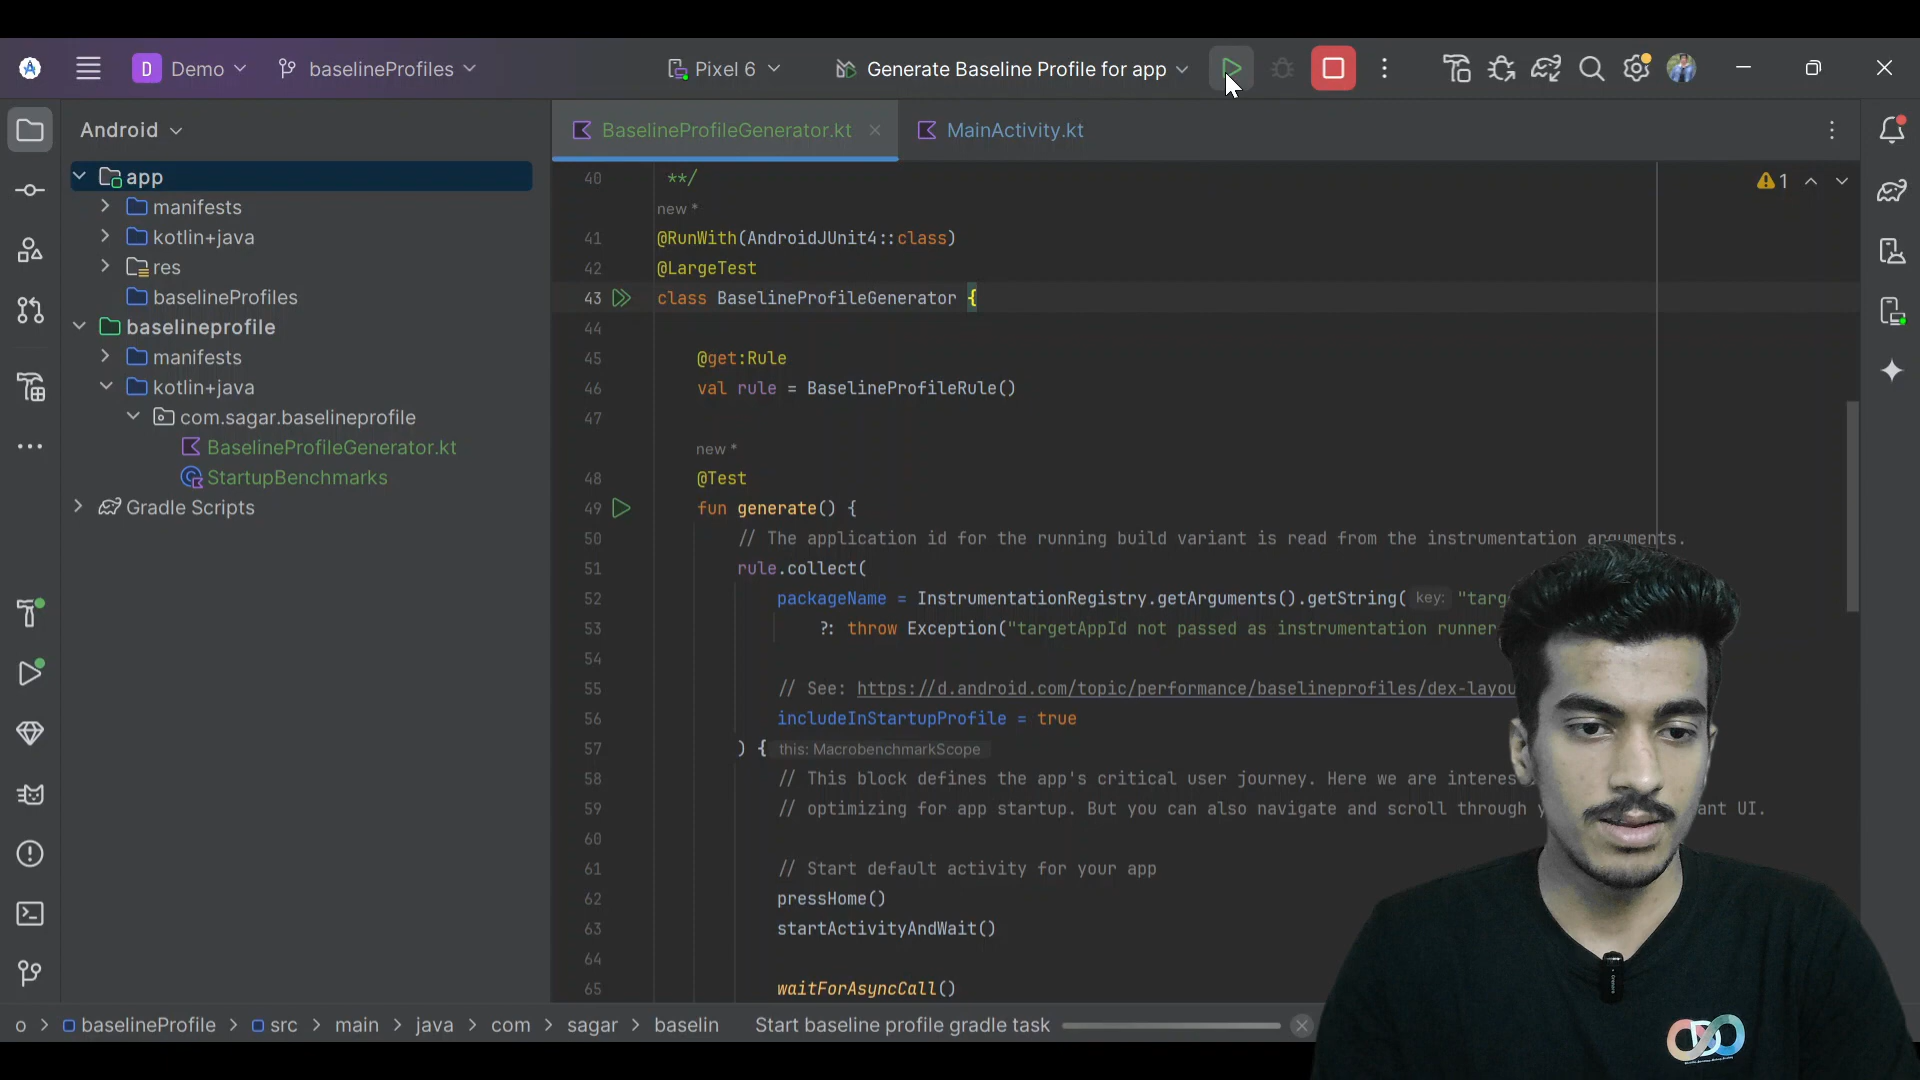 D Demo baselineProfiles Pixel 6 Generate Baseline Profile for app
Android
BaselineProfileGenerator.kt MainActivity.kt
app
manifests
kotlin+java
res
baselineProfiles
baselineprofile
manifests
kotlin+java
com.sagar.baselineprofile
BaselineProfileGenerator.kt
StartupBenchmarks
Gradle Scripts
1
40 **/
new *
41 @RunWith(AndroidJUnit4::class)
42 @LargeTest
43 class BaselineProfileGenerator {
44
45 @get:Rule
46 val rule = BaselineProfileRule()
47
new *
48 @Test
49 fun generate() {
50 // The application id for the running build variant is read from the instrumentation arguments.
51 rule.collect(
52 packageName = InstrumentationRegistry.getArguments().getString( key: "targ
53 ?: throw Exception("targetAppId not passed as instrumentation runner
54
55 // See: https://d.android.com/topic/performance/baselineprofiles/dex-layou
56 includeInStartupProfile = true
57 ) { this: MacrobenchmarkScope
58 // This block defines the app's critical user journey. Here we are interes
59 // optimizing for app startup. But you can also navigate and scroll through y ant UI.
60
61 // Start default activity for your app
62 pressHome()
63 startActivityAndWait()
64
65 waitForAsyncCall()
o > baselineProfile > src > main > java > com > sagar > baselin Start baseline profile gradle task